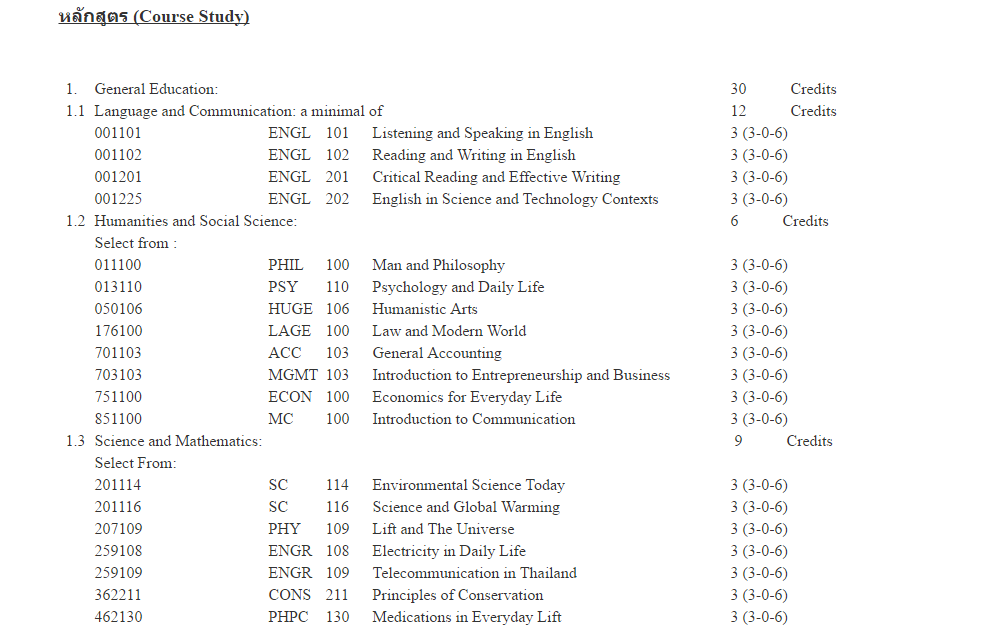 หลักสูตร (Course Study)
1. General Education: 30 Credits
1.1 Language and Communication: a minimal of 12 Credits
001101 ENGL 101 Listening and Speaking in English 3 (3-0-6)
001102 ENGL 102 Reading and Writing in English 3 (3-0-6)
001201 ENGL 201 Critical Reading and Effective Writing 3 (3-0-6)
001225 ENGL 202 English in Science and Technology Contexts 3 (3-0-6)
1.2 Humanities and Social Science: 6 Credits
Select from :
011100 PHIL 100 Man and Philosophy 3 (3-0-6)
013110 PSY 110 Psychology and Daily Life 3 (3-0-6)
050106 HUGE 106 Humanistic Arts 3 (3-0-6)
176100 LAGE 100 Law and Modern World 3 (3-0-6)
701103 ACC 103 General Accounting 3 (3-0-6)
703103 MGMT 103 Introduction to Entrepreneurship and Business 3 (3-0-6)
751100 ECON 100 Economics for Everyday Life 3 (3-0-6)
851100 MC 100 Introduction to Communication 3 (3-0-6)
1.3 Science and Mathematics: 9 Credits
Select From:
201114 SC 114 Environmental Science Today 3 (3-0-6)
201116 SC 116 Science and Global Warming 3 (3-0-6)
207109 PHY 109 Lift and The Universe 3 (3-0-6)
259108 ENGR 108 Electricity in Daily Life 3 (3-0-6)
259109 ENGR 109 Telecommunication in Thailand 3 (3-0-6)
362211 CONS 211 Principles of Conservation 3 (3-0-6)
462130 PHPC 130 Medications in Everyday Lift 3 (3-0-6)